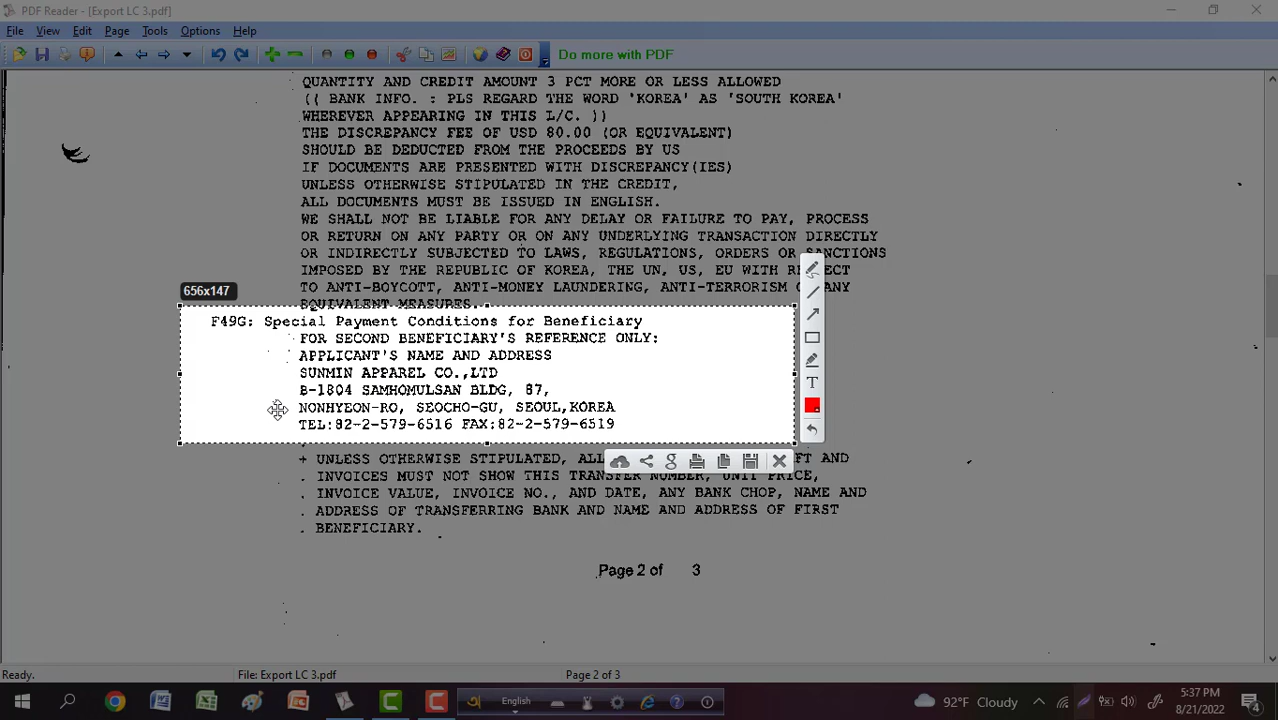 PDF Reader - [Export LC 3.pdf]
File View Edit Page Tools Options Help
Do more with PDF
QUANTITY AND CREDIT AMOUNT 3 PCT MORE OR LESS ALLOWED
(( BANK INFO. : PLS REGARD THE WORD 'KOREA' AS 'SOUTH KOREA'
WHEREVER APPEARING IN THIS L/C. ))
THE DISCREPANCY FEE OF USD 80.00 (OR EQUIVALENT)
SHOULD BE DEDUCTED FROM THE PROCEEDS BY US
IF DOCUMENTS ARE PRESENTED WITH DISCREPANCY(IES)
UNLESS OTHERWISE STIPULATED IN THE CREDIT,
ALL DOCUMENTS MUST BE ISSUED IN ENGLISH.
WE SHALL NOT BE LIABLE FOR ANY DELAY OR FAILURE TO PAY, PROCESS
OR RETURN ON ANY PARTY OR ON ANY UNDERLYING TRANSACTION DIRECTLY
OR INDIRECTLY SUBJECTED TO LAWS, REGULATIONS, ORDERS OR SANCTIONS
IMPOSED BY THE REPUBLIC OF KOREA, THE UN, US, EU WITH
TO ANTI-BOYCOTT, ANTI-MONEY LAUNDERING, ANTI-TERRORISM ANY
656x147
EQUIVALENT MEASURES.
F49G: Special Payment Conditions for Beneficiary
FOR SECOND BENEFICIARY'S REFERENCE ONLY:
APPLICANT'S NAME AND ADDRESS
SUNMIN APPAREL CO.,LTD
B-1804 SAMHOMULSAN BLDG, 87,
NONHYEON-RO, SEOCHO-GU, SEOUL,KOREA
TEL:82-2-579-6516 FAX:82-2-579-6519
+ UNLESS OTHERWISE STIPULATED, AND
. INVOICES MUST NOT SHOW THIS TRANSFER NUMBER, UNIT PRICE,
. INVOICE VALUE, INVOICE NO., AND DATE, ANY BANK CHOP, NAME AND
. ADDRESS OF TRANSFERRING BANK AND NAME AND ADDRESS OF FIRST
. BENEFICIARY.
Page 2 of 3
Ready. File: Export LC 3.pdf Page 2 of 3
English
92°F Cloudy
5:37 PM
8/21/2022
4